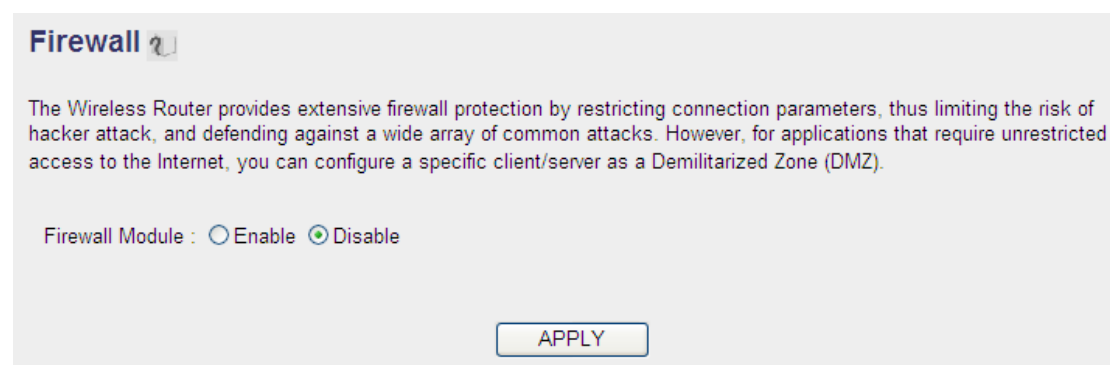 Firewall
The Wireless Router provides extensive firewall protection by restricting connection parameters, thus limiting the risk of
hacker attack, and defending against a wide array of common attacks. However, for applications that require unrestricted
access to the Internet, you can configure a specific client/server as a Demilitarized Zone (DMZ).
Firewall Module : Enable Disable
APPLY